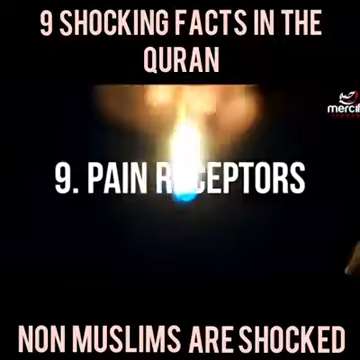 9 SHOCKING FACTS IN THE
QURAN
9. PAIN RECEPTORS
NON MUSLIMS ARE SHOCKED